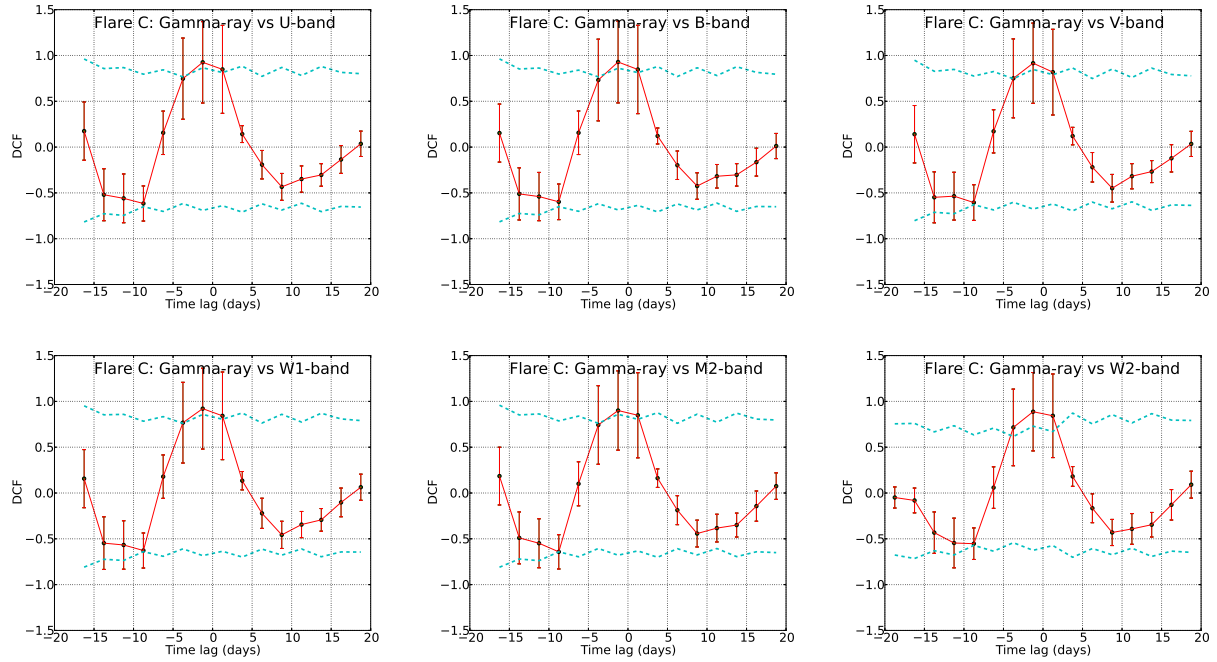 Flare C: Gamma-ray vs U-band
1.5
1.0
0.5
0.0
−0.5
−1.0
−1.5
DCF
−20 −15 −10 −5 0 5 10 15 20
Time lag (days)
Flare C: Gamma-ray vs B-band
1.5
1.0
0.5
0.0
−0.5
−1.0
−1.5
DCF
−20 −15 −10 −5 0 5 10 15 20
Time lag (days)
Flare C: Gamma-ray vs V-band
1.5
1.0
0.5
0.0
−0.5
−1.0
−1.5
DCF
−20 −15 −10 −5 0 5 10 15 20
Time lag (days)
Flare C: Gamma-ray vs W1-band
1.5
1.0
0.5
0.0
−0.5
−1.0
−1.5
DCF
−20 −15 −10 −5 0 5 10 15 20
Time lag (days)
Flare C: Gamma-ray vs M2-band
1.5
1.0
0.5
0.0
−0.5
−1.0
−1.5
DCF
−20 −15 −10 −5 0 5 10 15 20
Time lag (days)
Flare C: Gamma-ray vs W2-band
1.5
1.0
0.5
0.0
−0.5
−1.0
−1.5
DCF
−20 −15 −10 −5 0 5 10 15 20
Time lag (days)